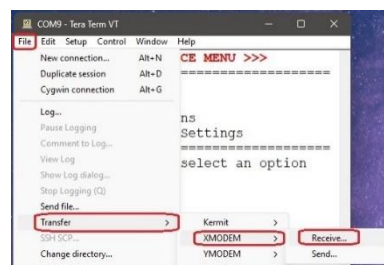 COM9 - Tera Term VT
File Edit Setup Control Window Help
New connection... Alt+N
Duplicate session Alt+D
Cygwin connection Alt+G
Log...
Pause Logging
Comment to Log...
View Log
Show Log dialog...
Stop Logging (Q)
Send file...
Transfer >
SSH SCP...
Change directory...
Kermit >
XMODEM >
YMODEM >
Receive...
Send...
CE MENU >>>
====================
ns
Settings
====================
select an option